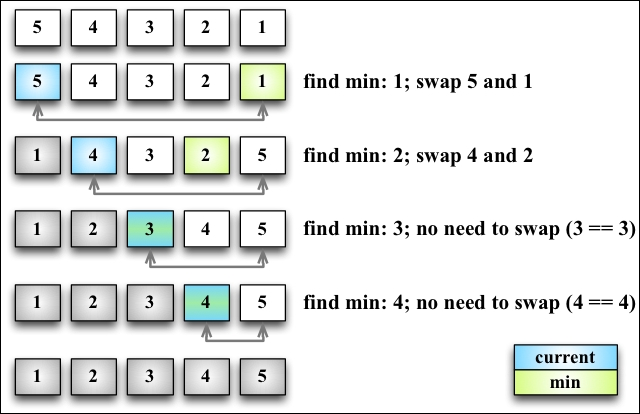 5 4 3 2 1
5 4 3 2 1 find min: 1; swap 5 and 1
1 4 3 2 5 find min: 2; swap 4 and 2
1 2 3 4 5 find min: 3; no need to swap (3 == 3)
1 2 3 4 5 find min: 4; no need to swap (4 == 4)
1 2 3 4 5
current
min